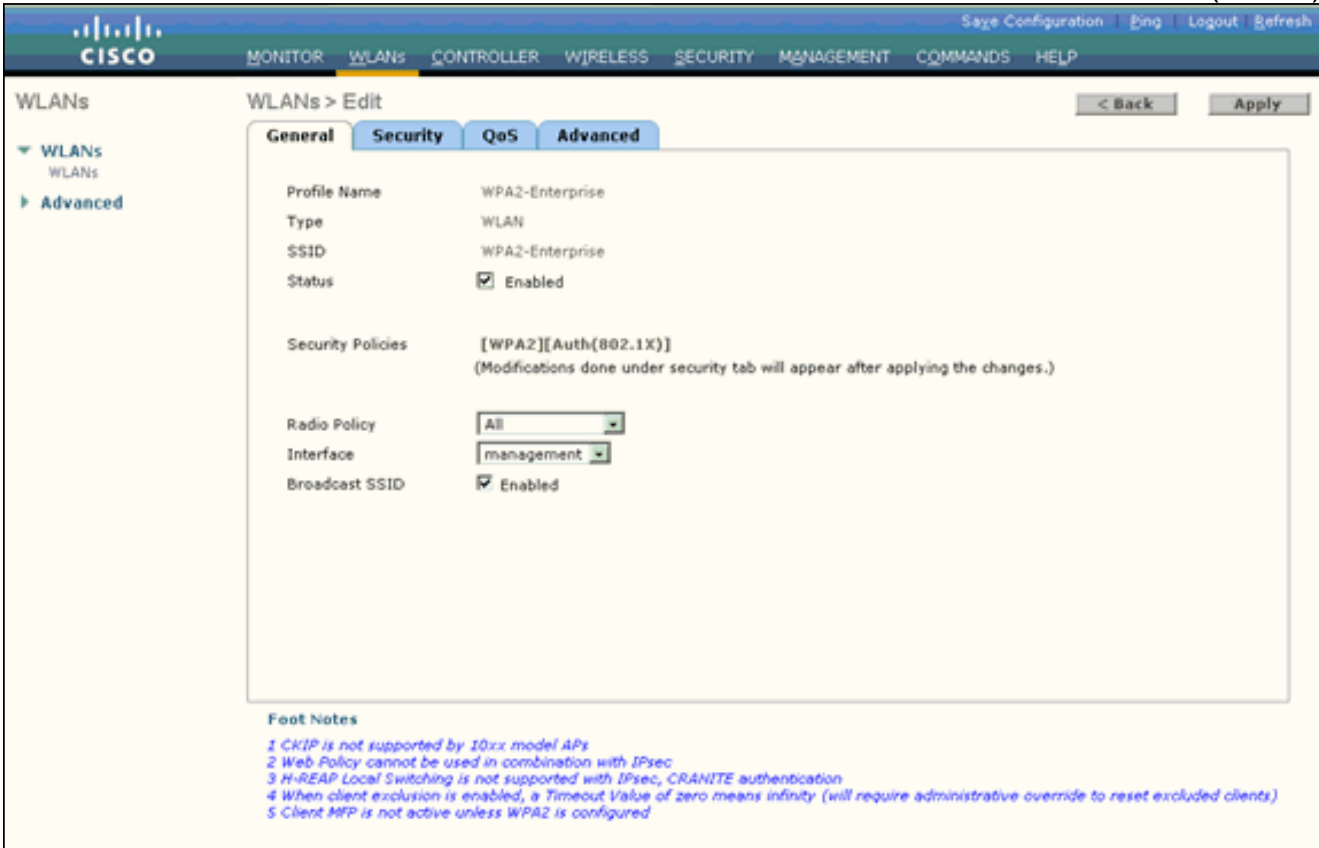 Save Configuration | Ping | Logout | Refresh
CISCO
MONITOR WLANs CONTROLLER WIRELESS SECURITY MANAGEMENT COMMANDS HELP
WLANs
WLANs
WLANs
Advanced
WLANs > Edit
< Back Apply
General Security QoS Advanced
Profile Name WPA2-Enterprise
Type WLAN
SSID WPA2-Enterprise
Status Enabled
Security Policies [WPA2][Auth(802.1X)]
(Modifications done under security tab will appear after applying the changes.)
Radio Policy All
Interface management
Broadcast SSID Enabled
Foot Notes
1 CKIP is not supported by 10xx model APs
2 Web Policy cannot be used in combination with IPsec
3 H-REAP Local Switching is not supported with IPsec, CRANITE authentication
4 When client exclusion is enabled, a Timeout Value of zero means infinity (will require administrative override to reset excluded clients)
5 Client MFP is not active unless WPA2 is configured